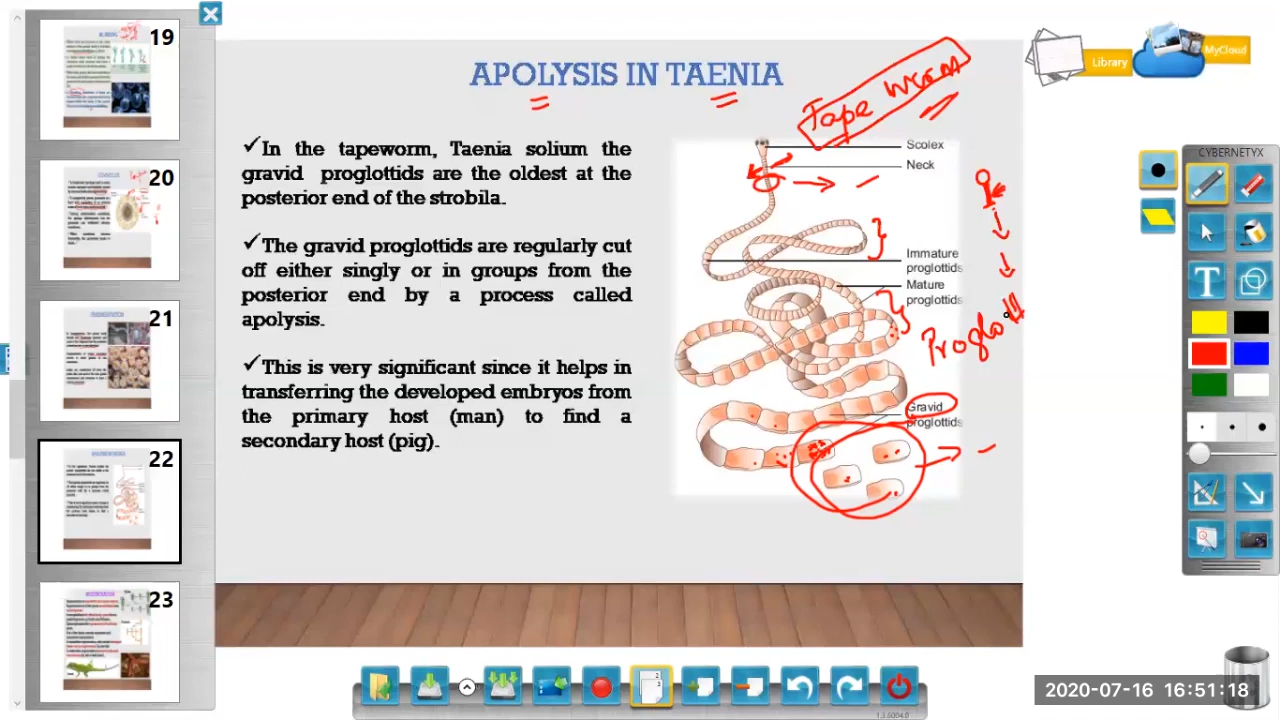 19
20
21
22
23
APOLYSIS IN TAENIA
Tape Worm
✓In the tapeworm, Taenia solium the
gravid proglottids are the oldest at the
posterior end of the strobila.
✓The gravid proglottids are regularly cut
off either singly or in groups from the
posterior end by a process called
apolysis.
✓This is very significant since it helps in
transferring the developed embryos from
the primary host (man) to find a
secondary host (pig).
Scolex
Neck
Immature
proglottids
Mature
proglottids
Proglott
Gravid
proglottids
Library
MyCloud
CYBERNETYX
T
1.3.6004.0
2020-07-16 16:51:18